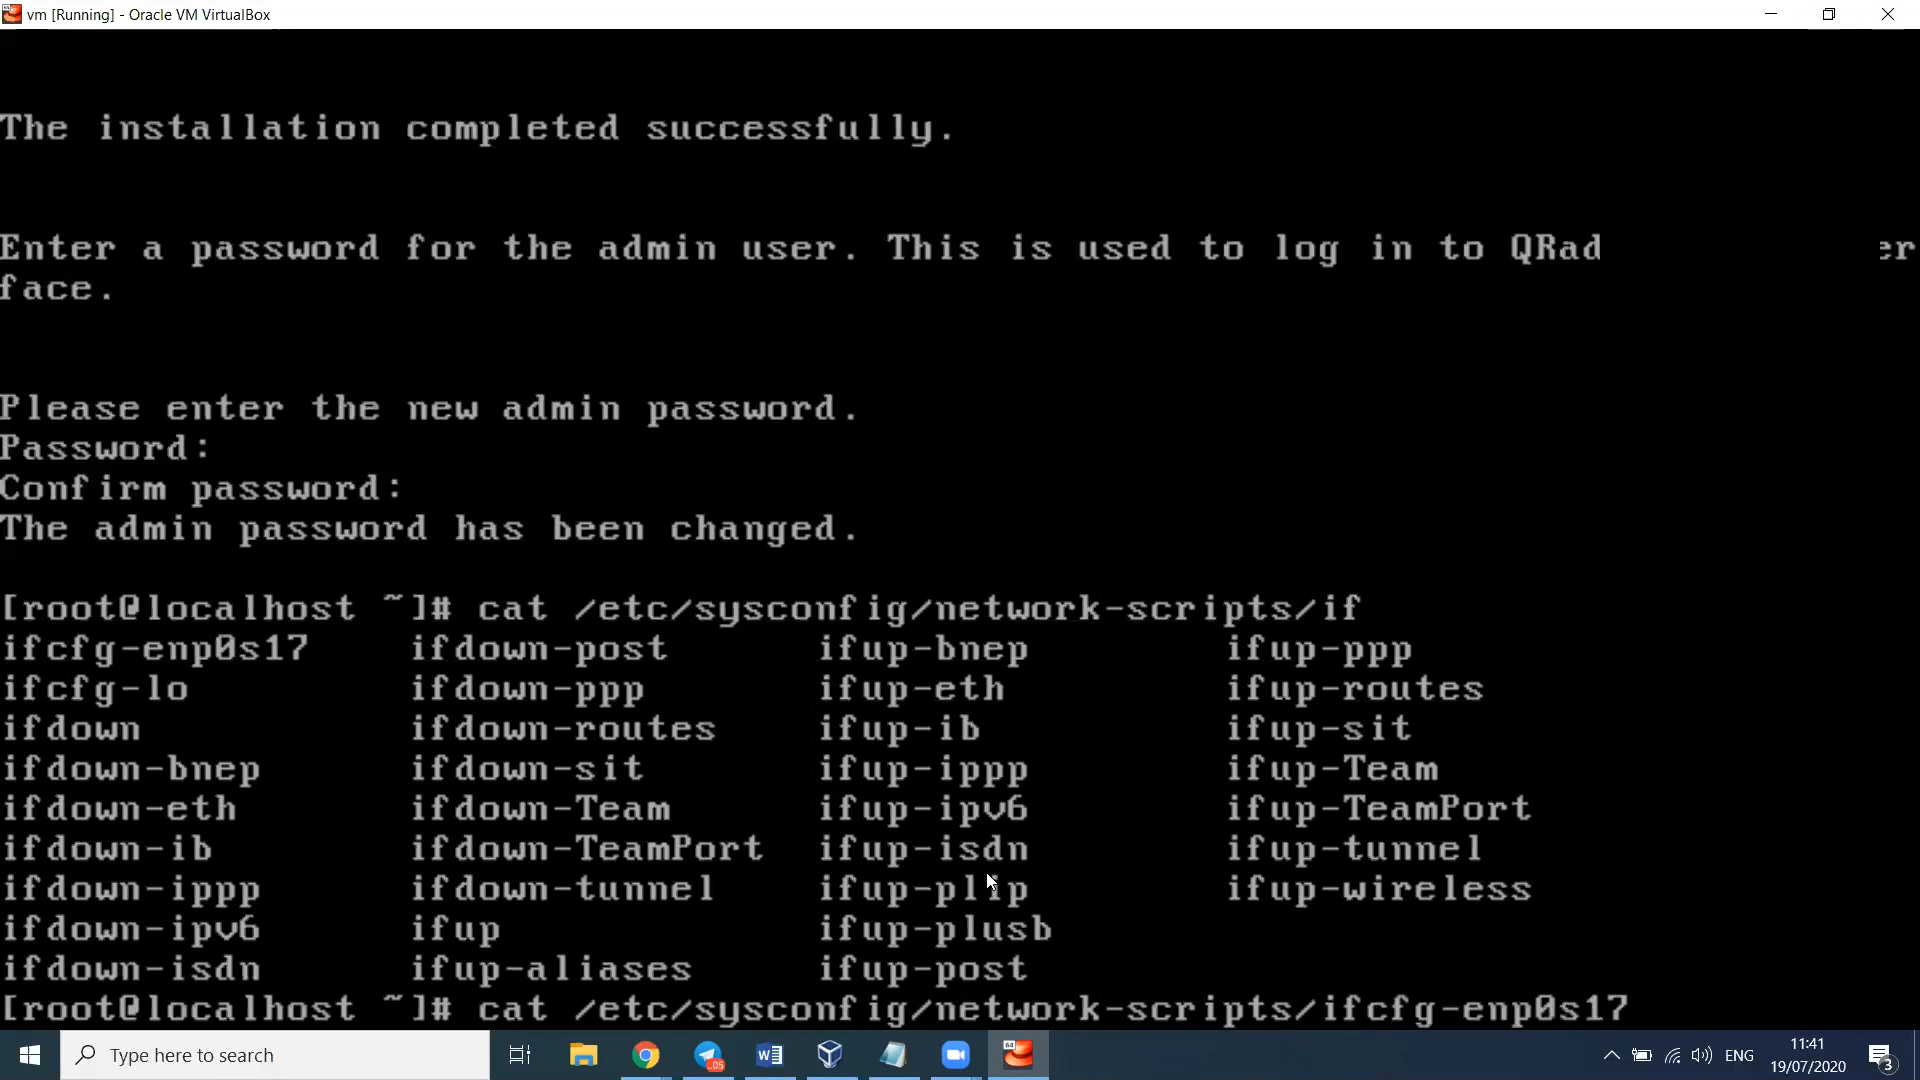 vm [Running] - Oracle VM VirtualBox
The installation completed successfully.
Enter a password for the admin user. This is used to log in to QRad er
face.
Please enter the new admin password.
Password:
Confirm password:
The admin password has been changed.
[root@localhost ~]# cat /etc/sysconfig/network-scripts/if
ifcfg-enp0s17 ifdown-post ifup-bnep ifup-ppp
ifcfg-lo ifdown-ppp ifup-eth ifup-routes
ifdown ifdown-routes ifup-ib ifup-sit
ifdown-bnep ifdown-sit ifup-ippp ifup-Team
ifdown-eth ifdown-Team ifup-ipv6 ifup-TeamPort
ifdown-ib ifdown-TeamPort ifup-isdn ifup-tunnel
ifdown-ippp ifdown-tunnel ifup-plip ifup-wireless
ifdown-ipv6 ifup ifup-plusb
ifdown-isdn ifup-aliases ifup-post
[root@localhost ~]# cat /etc/sysconfig/network-scripts/ifcfg-enp0s17
Type here to search
ENG
11:41
19/07/2020
3
64
.05